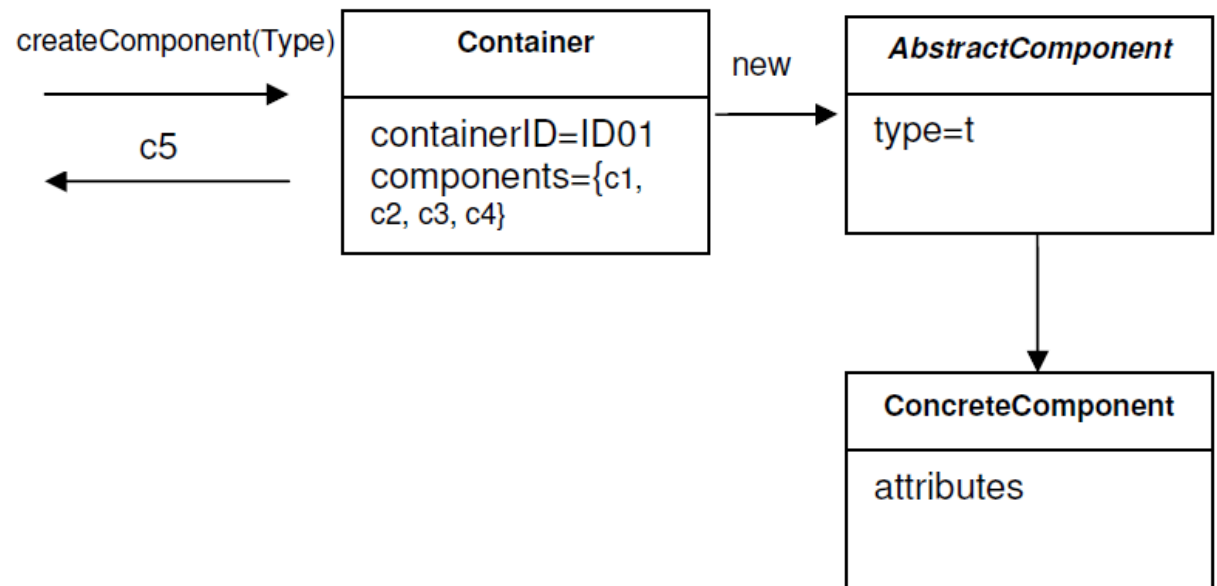 createComponent(Type)
c5
Container
containerID=ID01
components={c1,
c2, c3, c4}
new
AbstractComponent
type=t
ConcreteComponent
attributes